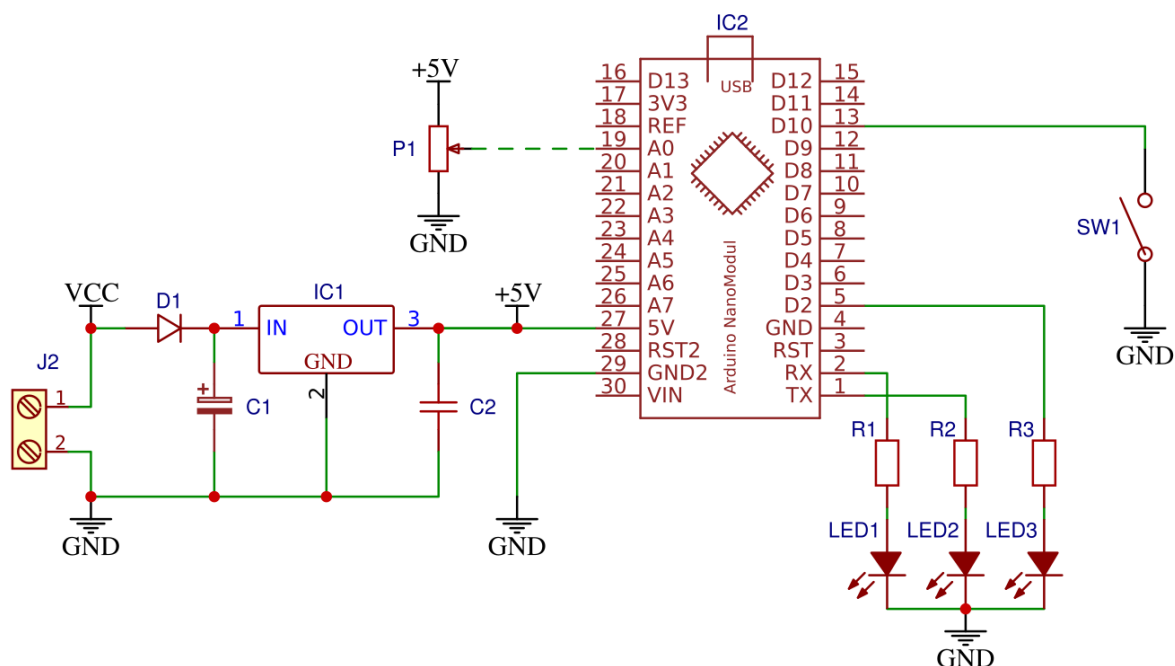 IC2
USB
+5V
P1
GND
16 D13
17 3V3
18 REF
19 A0
20 A1
21 A2
22 A3
23 A4
24 A5
25 A6
26 A7
27 5V
28 RST2
29 GND2
30 VIN
Arduino NanoModul
D12 15
D11 14
D10 13
D9 12
D8 11
D7 10
D6 9
D5 8
D4 7
D3 6
D2 5
GND 4
RST 3
RX 2
TX 1
SW1
GND
VCC
D1
IC1
1 IN
OUT 3
GND
2
+5V
J2
1
2
+
C1
C2
GND
GND
R1
R2
R3
LED1
LED2
LED3
GND